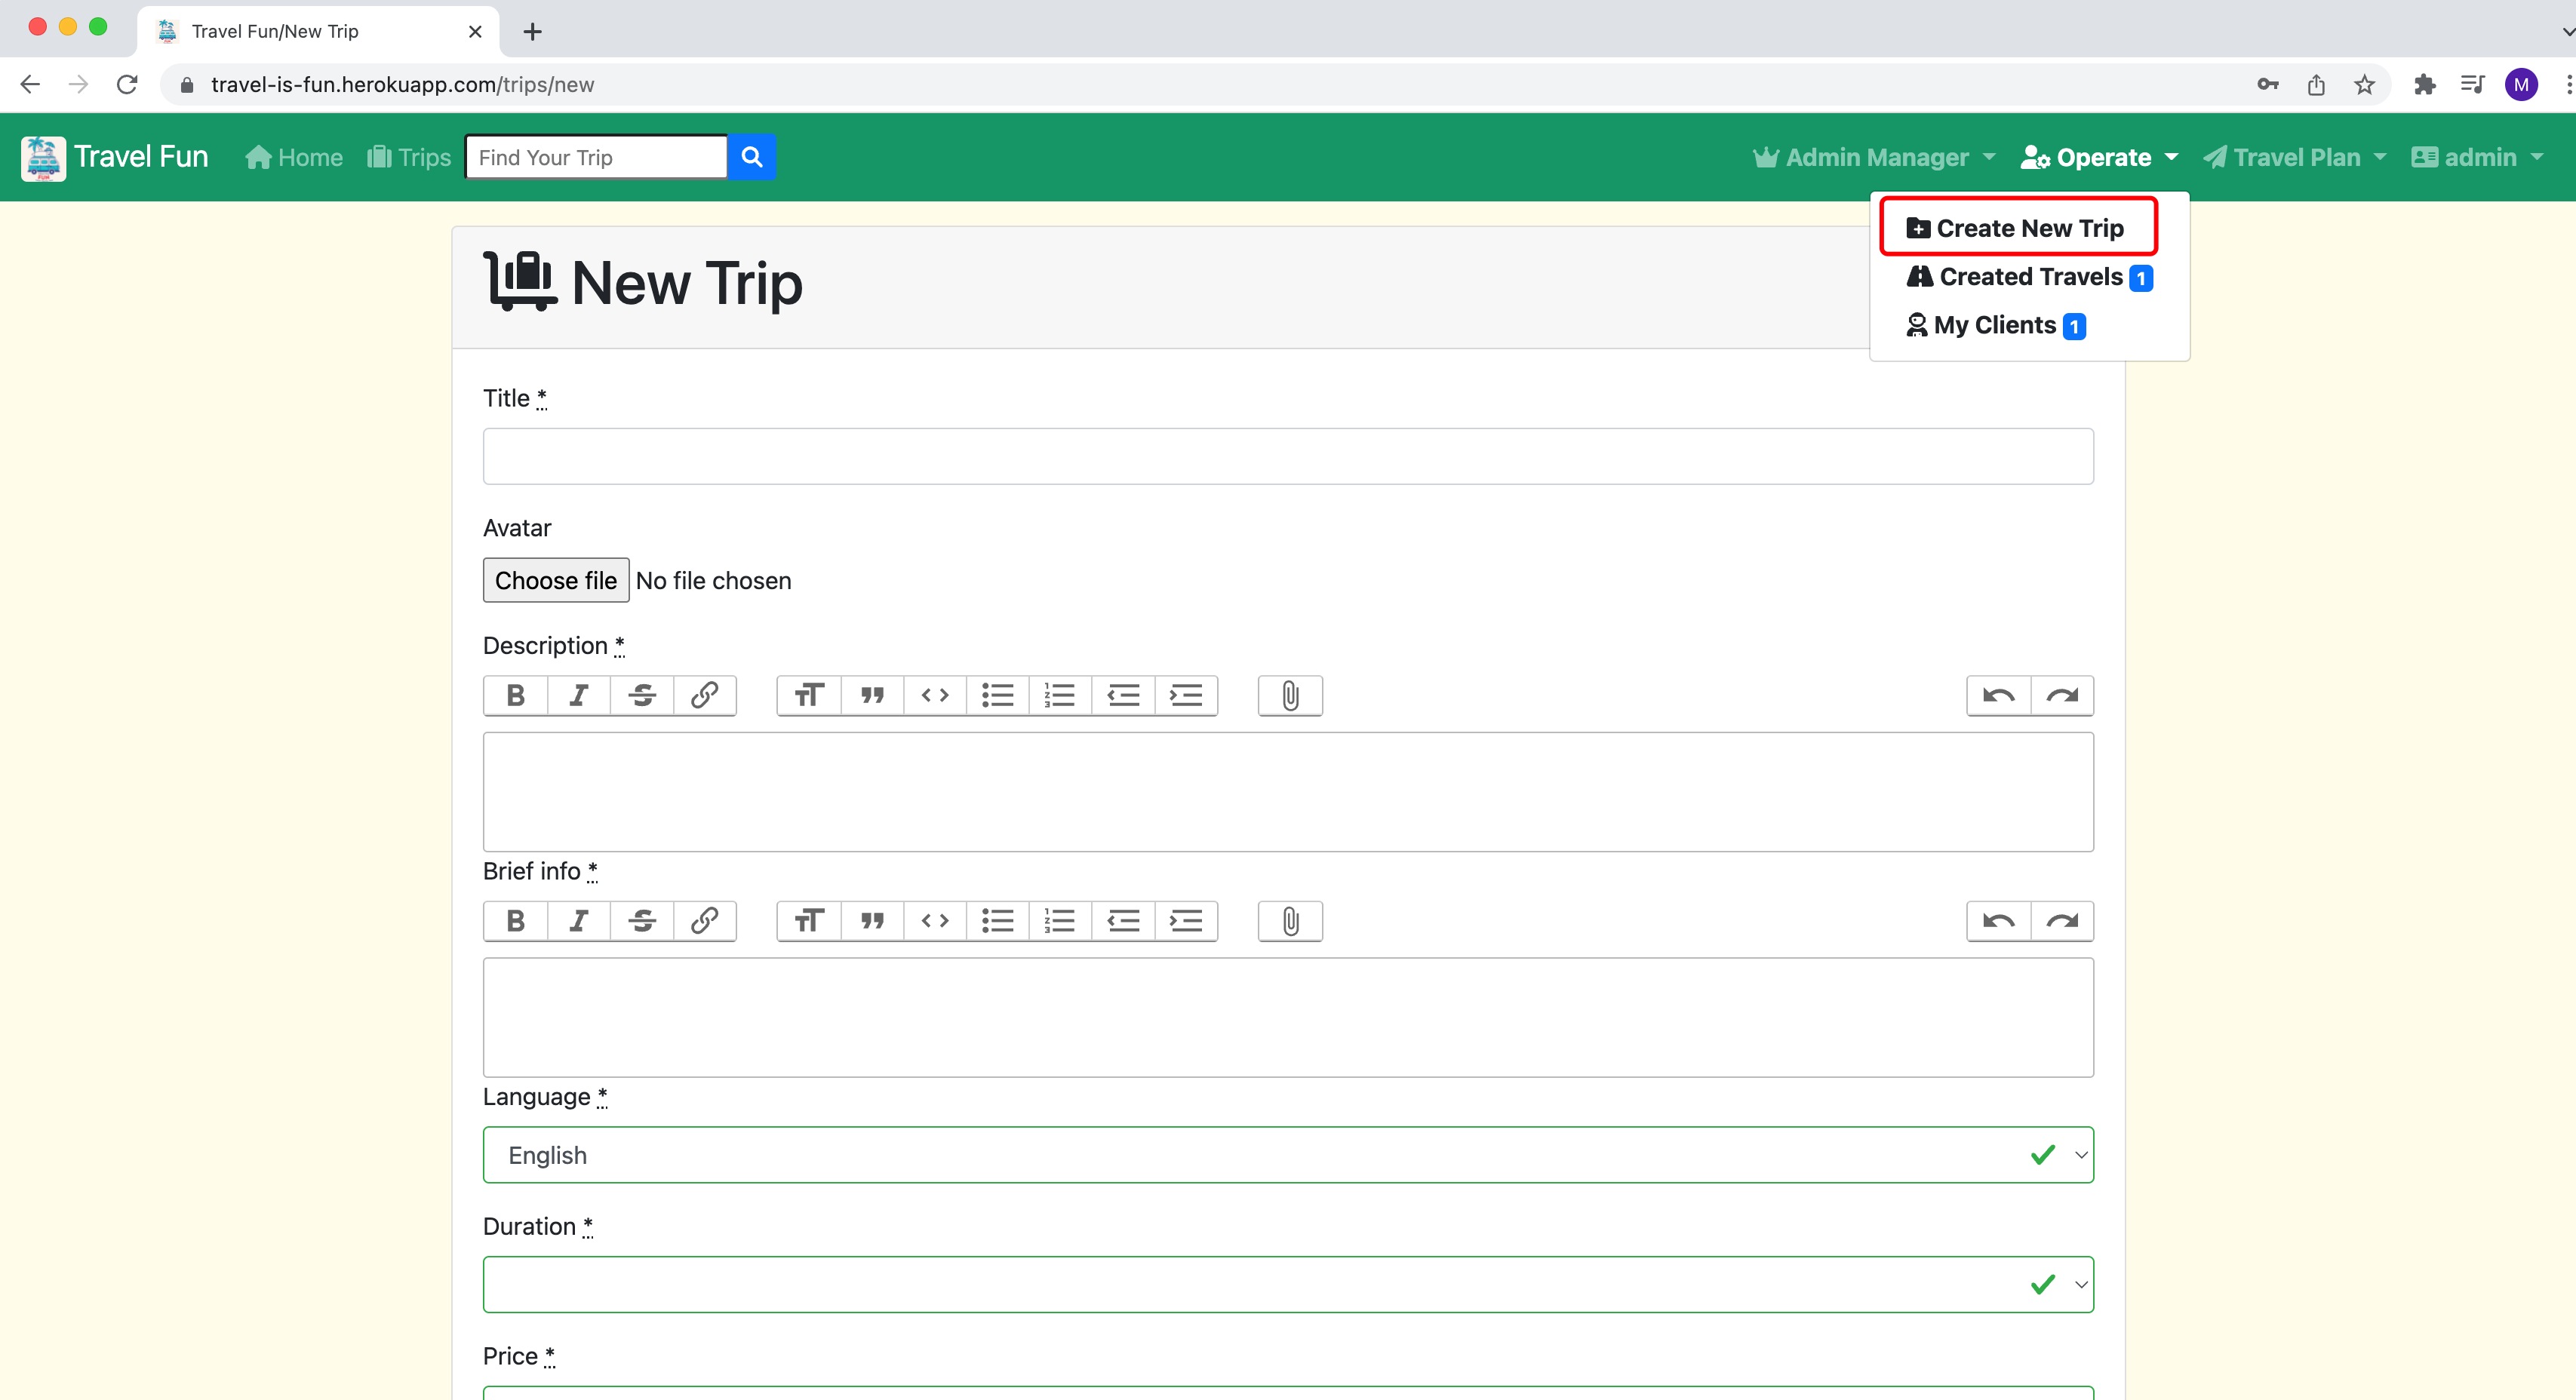 Travel Fun/New Trip
travel-is-fun.herokuapp.com/trips/new
M
Travel Fun Home Trips Find Your Trip Admin Manager Operate Travel Plan admin
Create New Trip
Created Travels 1
My Clients 1
New Trip
Title *
Avatar
Choose file No file chosen
Description *
Brief info *
Language *
English
Duration *
Price *